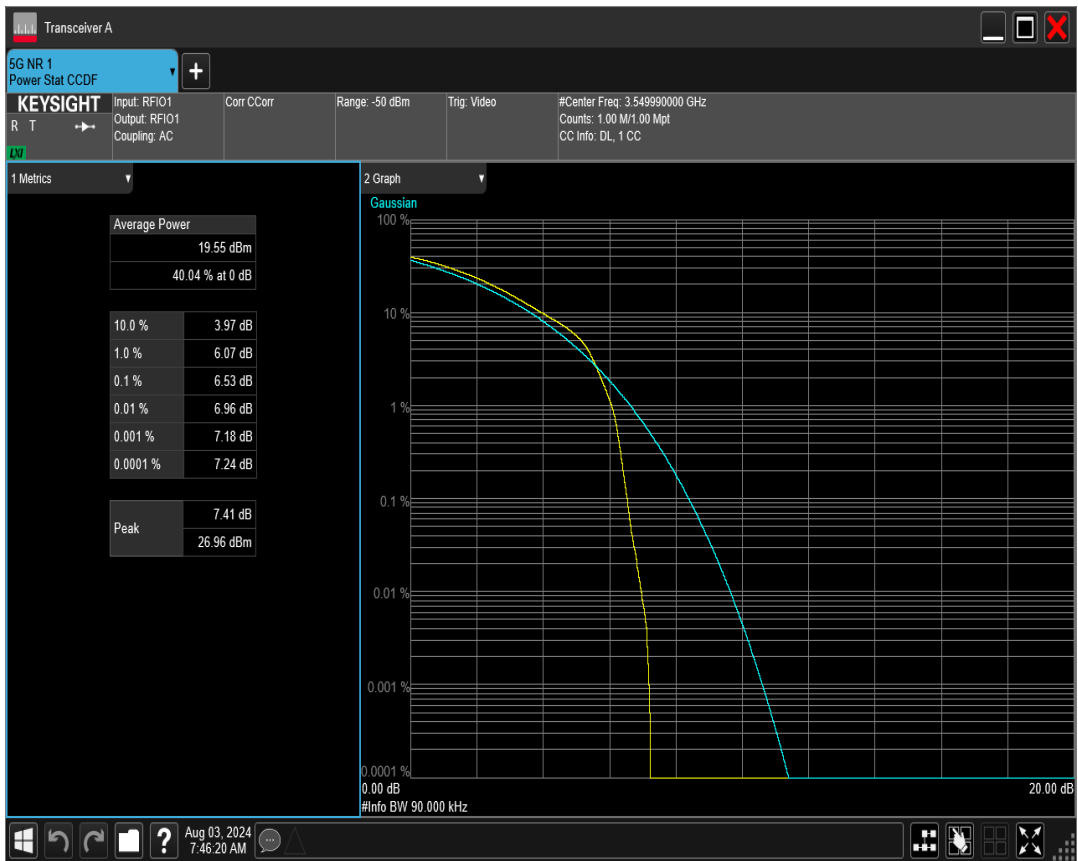 Transceiver A
5G NR 1
Power Stat CCDF
+
KEYSIGHT
R T
LXI
Input: RFIO1
Output: RFIO1
Coupling: AC
Corr CCorr
Range: -50 dBm
Trig: Video
#Center Freq: 3.549990000 GHz
Counts: 1.00 M/1.00 Mpt
CC Info: DL, 1 CC
1 Metrics
Average Power
19.55 dBm
40.04 % at 0 dB
10.0 % 3.97 dB
1.0 % 6.07 dB
0.1 % 6.53 dB
0.01 % 6.96 dB
0.001 % 7.18 dB
0.0001 % 7.24 dB
Peak
7.41 dB
26.96 dBm
2 Graph
Gaussian
100 %
10 %
1 %
0.1 %
0.01 %
0.001 %
0.0001 %
0.00 dB 20.00 dB
#Info BW 90.000 kHz
?
Aug 03, 2024
7:46:20 AM